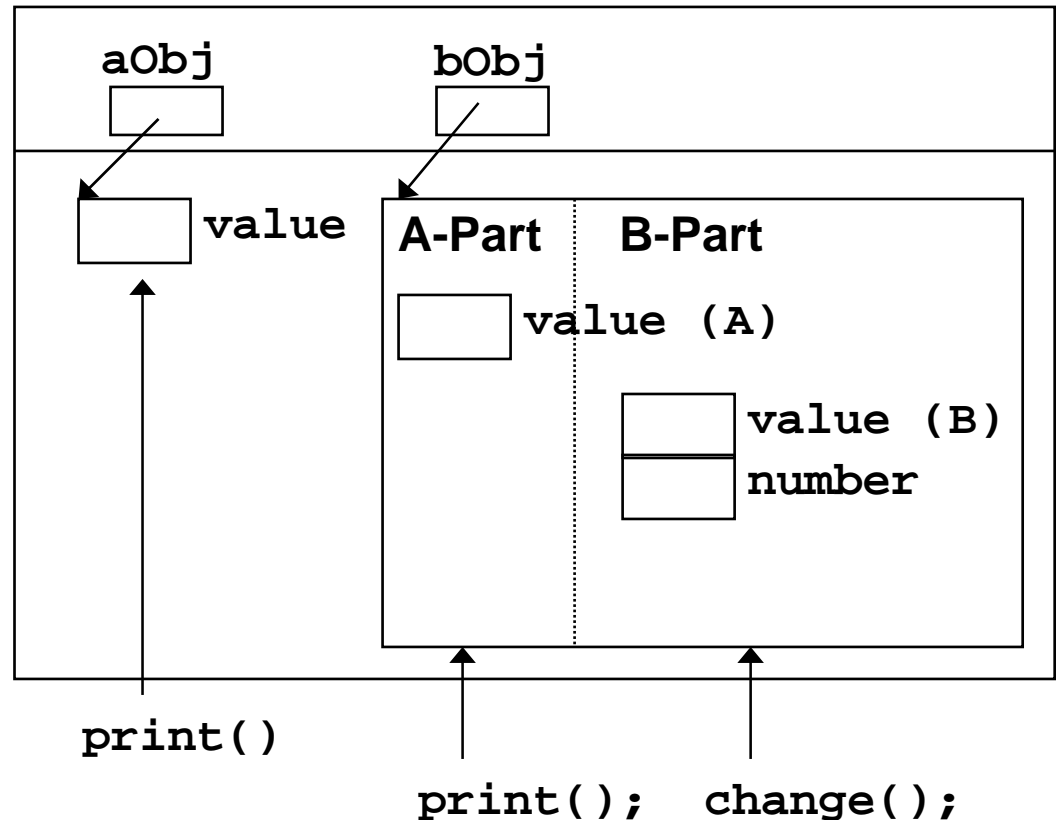 aObj bObj
value A-Part B-Part
value (A)
value (B)
number
print()
print(); change();